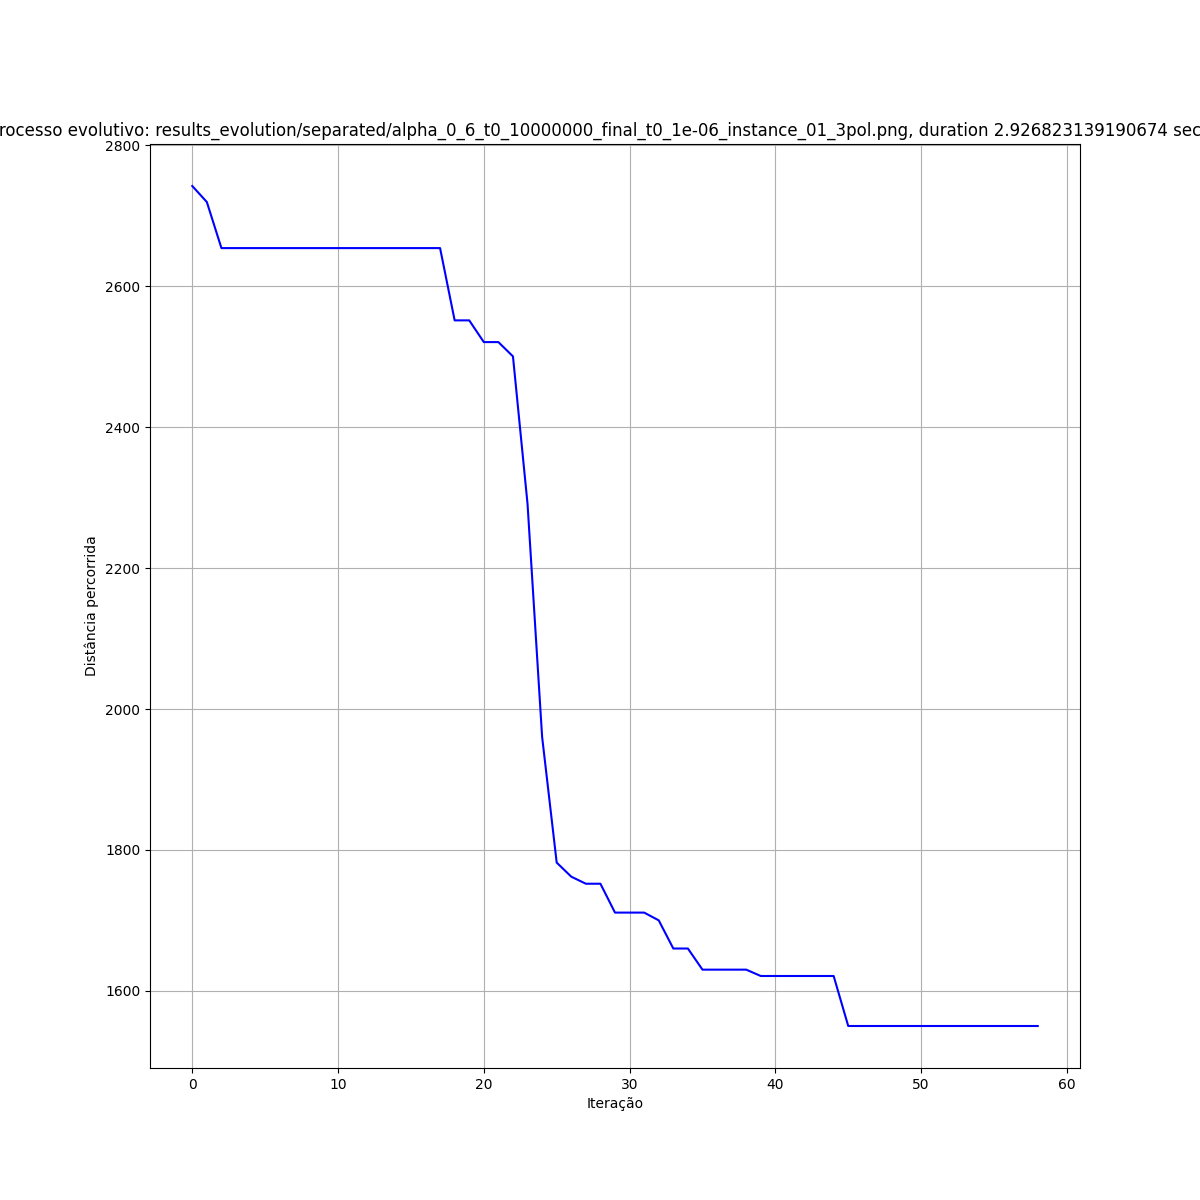 rocesso evolutivo: results_evolution/separated/alpha_0_6_t0_10000000_final_t0_1e-06_instance_01_3pol.png, duration 2.926823139190674 sec
2800
2600
2400
2200
2000
1800
1600
Distância percorrida
0 10 20 30 40 50 60
Iteração